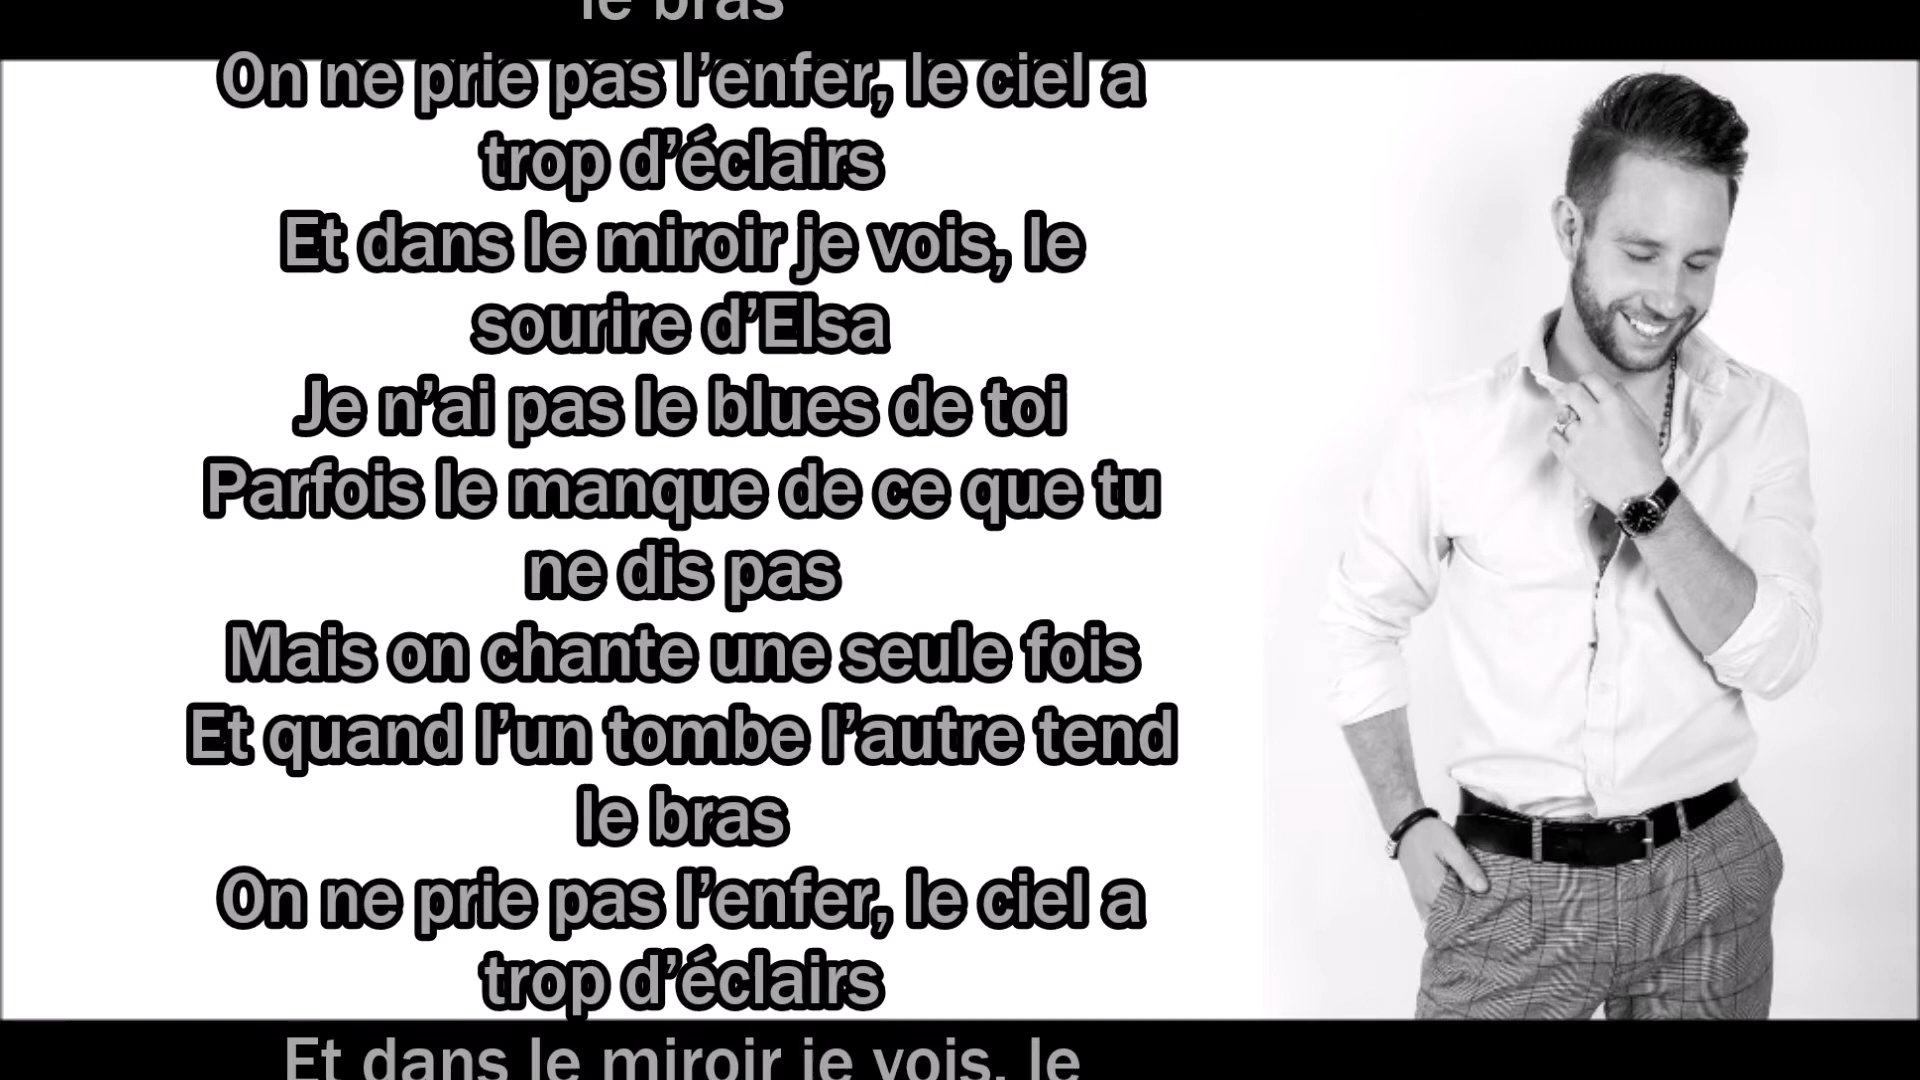 le bras
On ne prie pas l’enfer, le ciel a
trop d’éclairs
Et dans le miroir je vois, le
sourire d’Elsa
Je n’ai pas le blues de toi
Parfois le manque de ce que tu
ne dis pas
Mais on chante une seule fois
Et quand l’un tombe l’autre tend
le bras
On ne prie pas l’enfer, le ciel a
trop d’éclairs
Et dans le miroir je vois, le